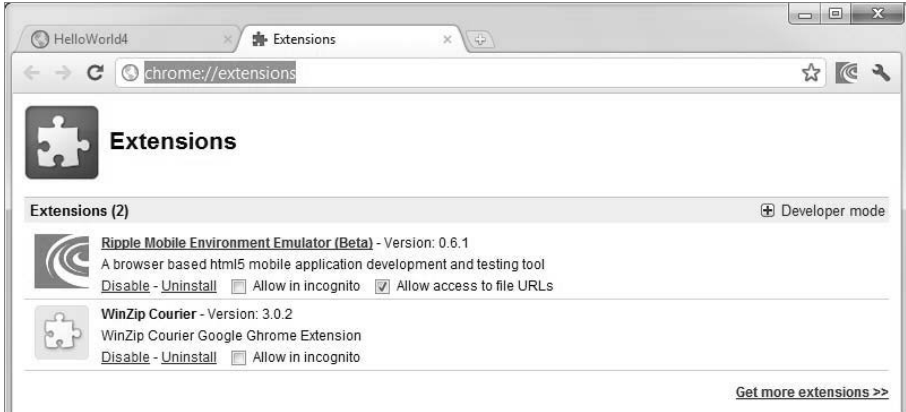 HelloWorld4
Extensions
chrome://extensions
Extensions
Extensions (2)
Developer mode
Ripple Mobile Environment Emulator (Beta) - Version: 0.6.1
A browser based html5 mobile application development and testing tool
Disable - Uninstall Allow in incognito Allow access to file URLs
WinZip Courier - Version: 3.0.2
WinZip Courier Google Ghrome Extension
Disable - Uninstall Allow in incognito
Get more extensions >>